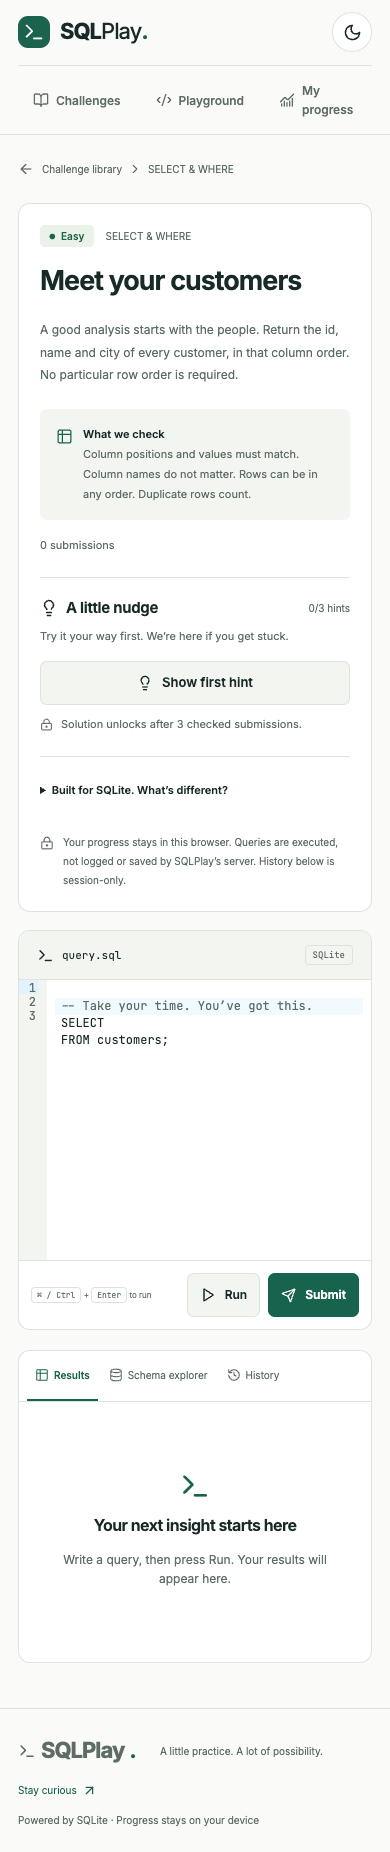 SQLPlay.
Challenges
Playground
My
progress
Challenge library
SELECT & WHERE
Easy
SELECT & WHERE
Meet your customers
A good analysis starts with the people. Return the id,
name and city of every customer, in that column order.
No particular row order is required.
What we check
Column positions and values must match.
Column names do not matter. Rows can be in
any order. Duplicate rows count.
0 submissions
A little nudge
0/3 hints
Try it your way first. We’re here if you get stuck.
Show first hint
Solution unlocks after 3 checked submissions.
Built for SQLite. What’s different?
Your progress stays in this browser. Queries are executed,
not logged or saved by SQLPlay’s server. History below is
session-only.
query.sql
SQLite
1
2
3
-- Take your time. You’ve got this.
SELECT
FROM customers;
⌘ / Ctrl + Enter to run
Run
Submit
Results
Schema explorer
History
Your next insight starts here
Write a query, then press Run. Your results will
appear here.
SQLPlay.
A little practice. A lot of possibility.
Stay curious
Powered by SQLite · Progress stays on your device